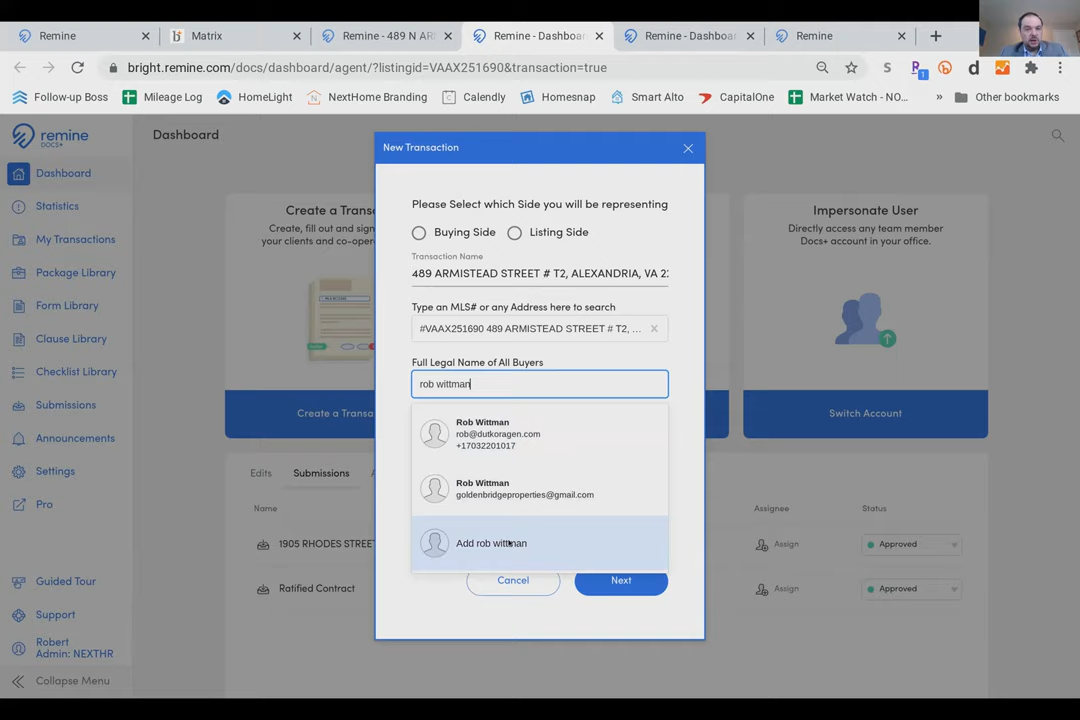 Remine
Matrix
Remine - 489 N AR
Remine - Dashboa
Remine - Dashboa
Remine
bright.remine.com/docs/dashboard/agent/?listingid=VAAX251690&transaction=true
Follow-up Boss
Mileage Log
HomeLight
NextHome Branding
Calendly
Homesnap
Smart Alto
CapitalOne
Market Watch - NO...
»
Other bookmarks
remine
DOCS+
Dashboard
Dashboard
Statistics
My Transactions
Package Library
Form Library
Clause Library
Checklist Library
Submissions
Announcements
Settings
Pro
Guided Tour
Support
Robert
Admin: NEXTHR
Collapse Menu
Create a Transa
Create, fill out and sign
your clients and co-ope
Create a Transa
New Transaction
Please Select which Side you will be representing
Buying Side
Listing Side
Transaction Name
489 ARMISTEAD STREET # T2, ALEXANDRIA, VA 2
Type an MLS# or any Address here to search
#VAAX251690 489 ARMISTEAD STREET # T2, ...
Full Legal Name of All Buyers
rob wittman
Rob Wittman
rob@dutkoragen.com
+17032201017
Rob Wittman
goldenbridgeproperties@gmail.com
Add rob wittman
Cancel
Next
Impersonate User
Directly access any team member
Docs+ account in your office.
Switch Account
Edits
Submissions
Name
Assignee
Status
1905 RHODES STREET
Assign
Approved
Ratified Contract
Assign
Approved